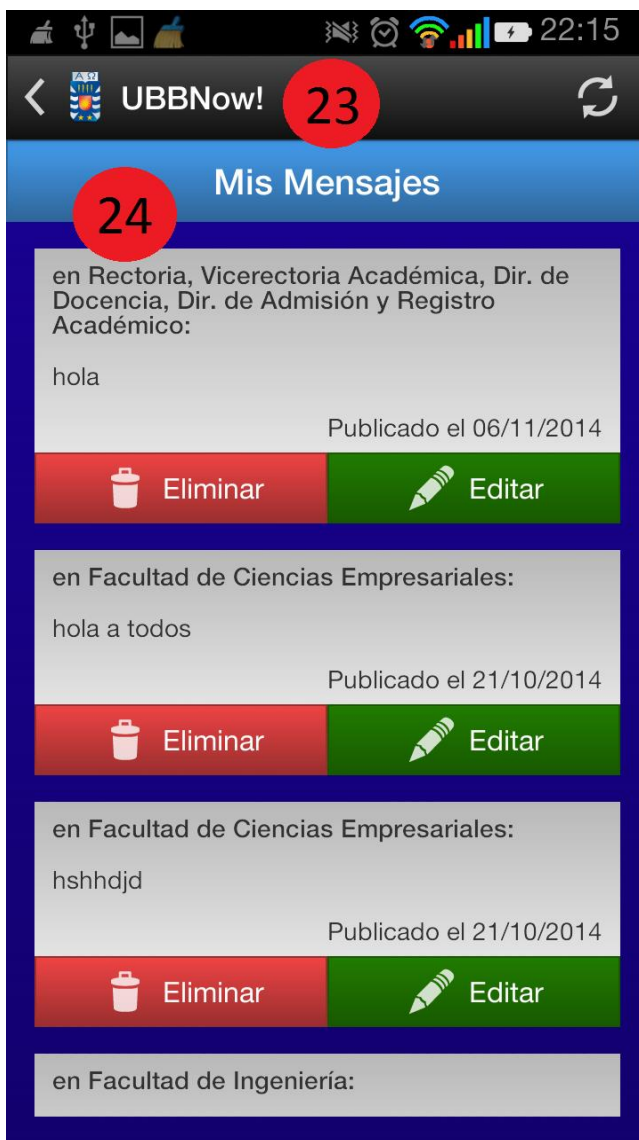 22:15
UBBNow!
23
Mis Mensajes
24
en Rectoria, Vicerectoria Académica, Dir. de
Docencia, Dir. de Admisión y Registro
Académico:
hola
Publicado el 06/11/2014
Eliminar
Editar
en Facultad de Ciencias Empresariales:
hola a todos
Publicado el 21/10/2014
Eliminar
Editar
en Facultad de Ciencias Empresariales:
hshhdjd
Publicado el 21/10/2014
Eliminar
Editar
en Facultad de Ingeniería: